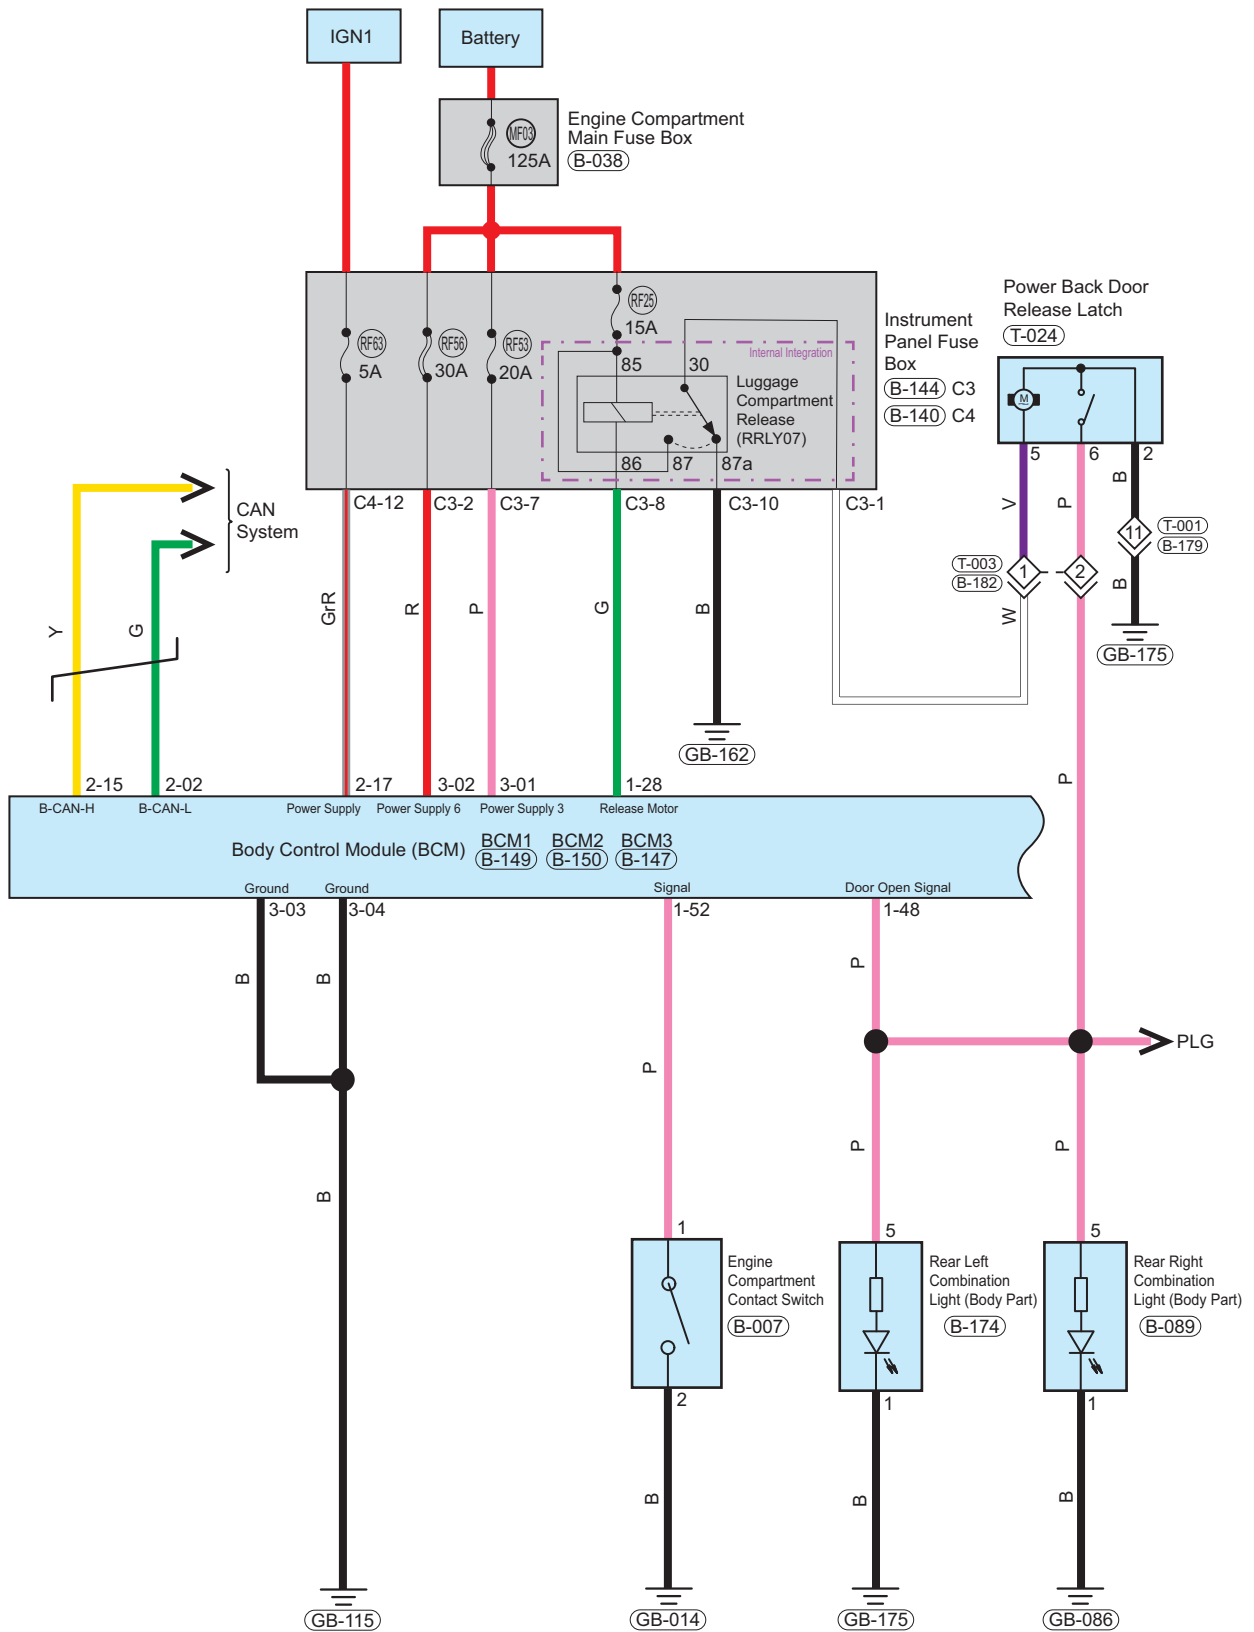 IGN1
Battery
MF03
125A
Engine Compartment
Main Fuse Box
B-038
RF63
5A
RF56
30A
RF53
20A
RF25
15A
Internal Integration
85
30
Luggage
Compartment
Release
(RRLY07)
86
87
87a
Instrument
Panel Fuse
Box
B-144 C3
B-140 C4
Power Back Door
Release Latch
T-024
M
5
6
2
C4-12
C3-2
C3-7
C3-8
C3-10
C3-1
CAN
System
V
P
B
11
T-001
B-179
T-003
B-182
1
2
B
W
GB-175
Y
G
GrR
R
P
G
B
GB-162
P
2-15
2-02
2-17
3-02
3-01
1-28
B-CAN-H
B-CAN-L
Power Supply
Power Supply 6
Power Supply 3
Release Motor
Body Control Module (BCM)
BCM1
B-149
BCM2
B-150
BCM3
B-147
Ground
Ground
Signal
Door Open Signal
3-03
3-04
1-52
1-48
B
B
P
PLG
P
P
P
B
1
5
5
Engine
Compartment
Contact Switch
B-007
Rear Left
Combination
Light (Body Part)
B-174
Rear Right
Combination
Light (Body Part)
B-089
2
1
1
B
B
B
GB-115
GB-014
GB-175
GB-086